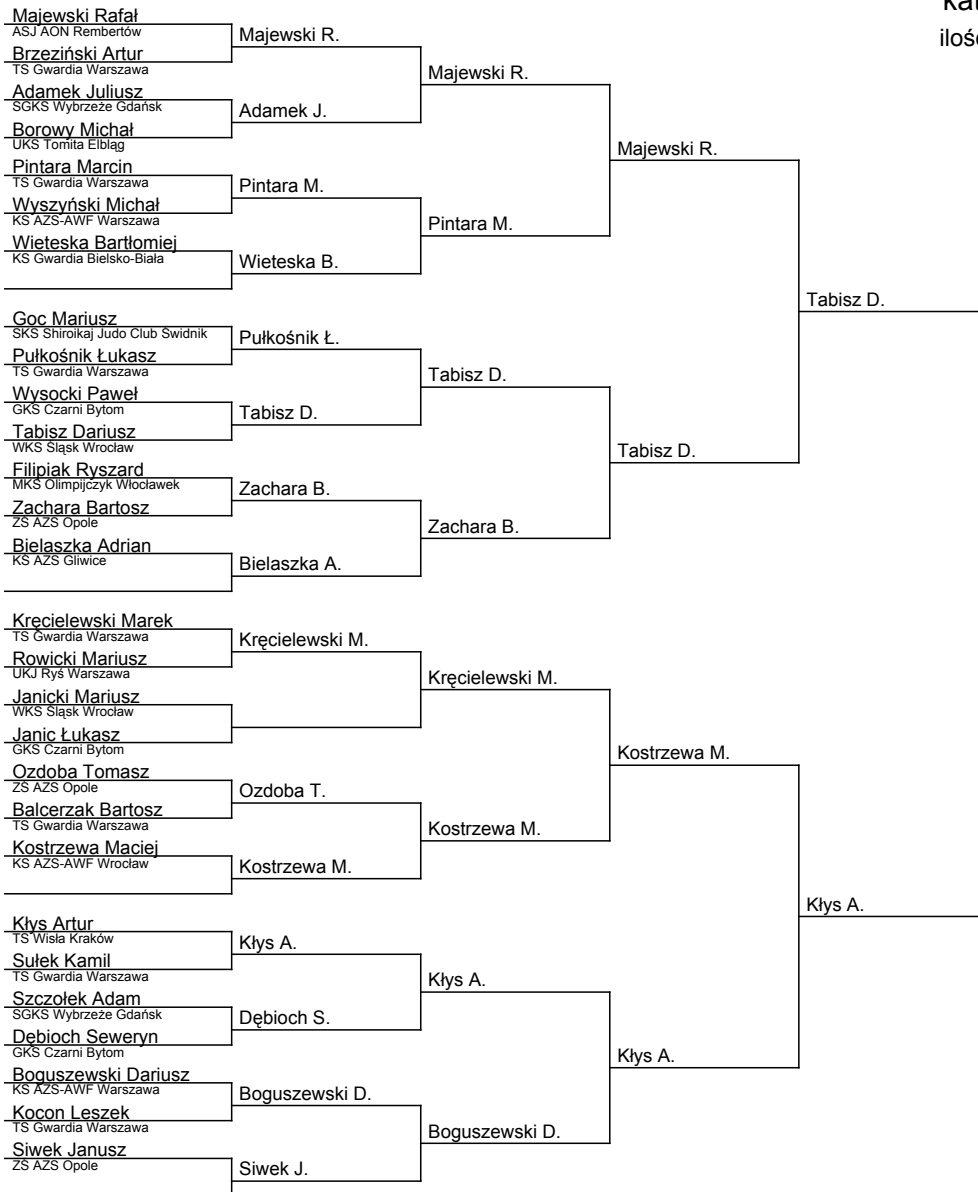 Majewski Rafał
ASJ AON Rembertów
Brzeziński Artur
TS Gwardia Warszawa
Adamek Juliusz
SGKS Wybrzeże Gdańsk
Borowy Michał
UKS Tomita Elbląg
Pintara Marcin
TS Gwardia Warszawa
Wyszyński Michał
KS AZS-AWF Warszawa
Wieteska Bartłomiej
KS Gwardia Bielsko-Biała
Goc Mariusz
SKS Shiroikaj Judo Club Świdnik
Pułkośnik Łukasz
TS Gwardia Warszawa
Wysocki Paweł
GKS Czarni Bytom
Tabisz Dariusz
WKS Śląsk Wrocław
Filipiak Ryszard
MKS Olimpijczyk Włocławek
Zachara Bartosz
ZS AZS Opole
Bielaszka Adrian
KS AZS Gliwice
Kręcielewski Marek
TS Gwardia Warszawa
Rowicki Mariusz
UKJ Ryś Warszawa
Janicki Mariusz
WKS Śląsk Wrocław
Janic Łukasz
GKS Czarni Bytom
Ozdoba Tomasz
ZS AZS Opole
Balcerzak Bartosz
TS Gwardia Warszawa
Kostrzewa Maciej
KS AZS-AWF Wrocław
Kłys Artur
TS Wisła Kraków
Sułek Kamil
TS Gwardia Warszawa
Szczołek Adam
SGKS Wybrzeże Gdańsk
Dębioch Seweryn
GKS Czarni Bytom
Boguszewski Dariusz
KS AZS-AWF Warszawa
Kocon Leszek
TS Gwardia Warszawa
Siwek Janusz
ZS AZS Opole
Majewski R.
Adamek J.
Pintara M.
Wieteska B.
Pułkośnik Ł.
Tabisz D.
Zachara B.
Bielaszka A.
Kręcielewski M.
Ozdoba T.
Kostrzewa M.
Kłys A.
Dębioch S.
Boguszewski D.
Siwek J.
Majewski R.
Pintara M.
Tabisz D.
Zachara B.
Kręcielewski M.
Kostrzewa M.
Kłys A.
Boguszewski D.
Majewski R.
Tabisz D.
Kostrzewa M.
Kłys A.
Tabisz D.
Kłys A.